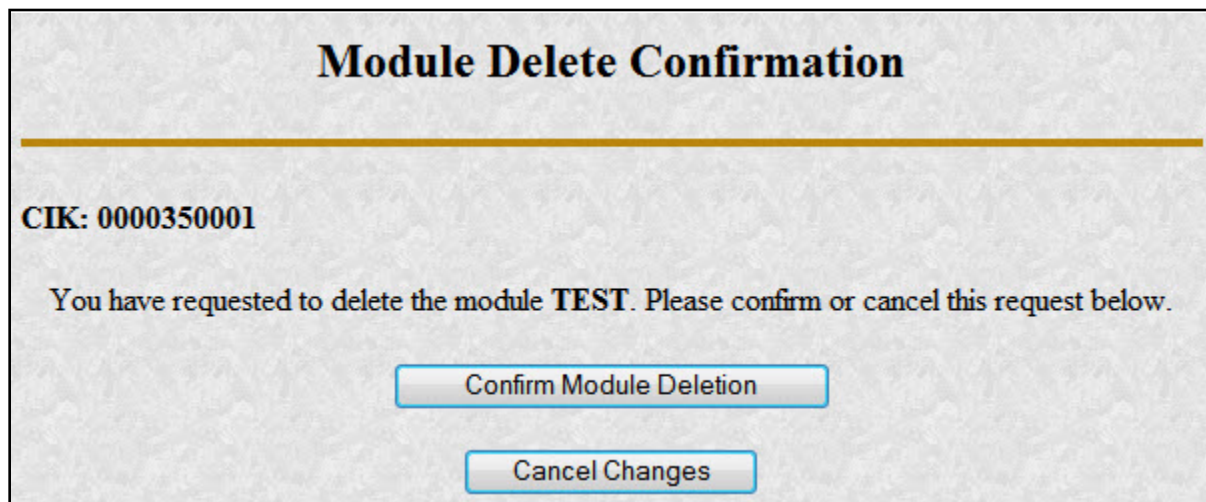 Module Delete Confirmation
CIK: 0000350001
You have requested to delete the module TEST. Please confirm or cancel this request below.
Confirm Module Deletion
Cancel Changes